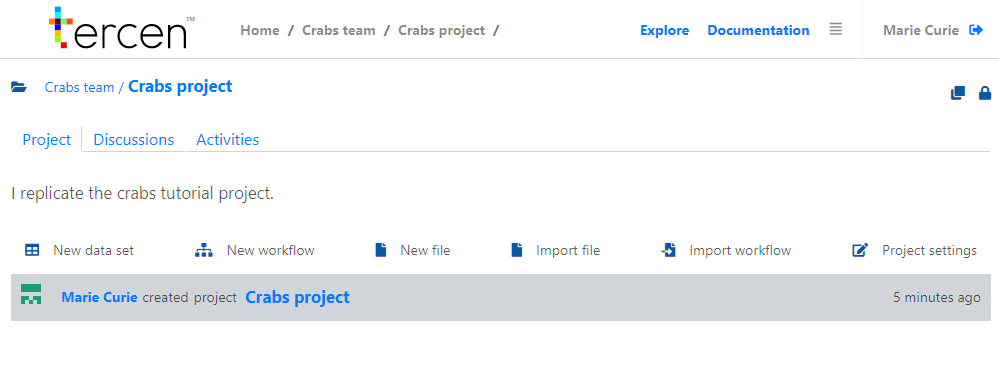 tercen™
Home / Crabs team / Crabs project / Explore Documentation Marie Curie
Crabs team / Crabs project
Project Discussions Activities
I replicate the crabs tutorial project.
New data set New workflow New file Import file Import workflow Project settings
Marie Curie created project Crabs project 5 minutes ago